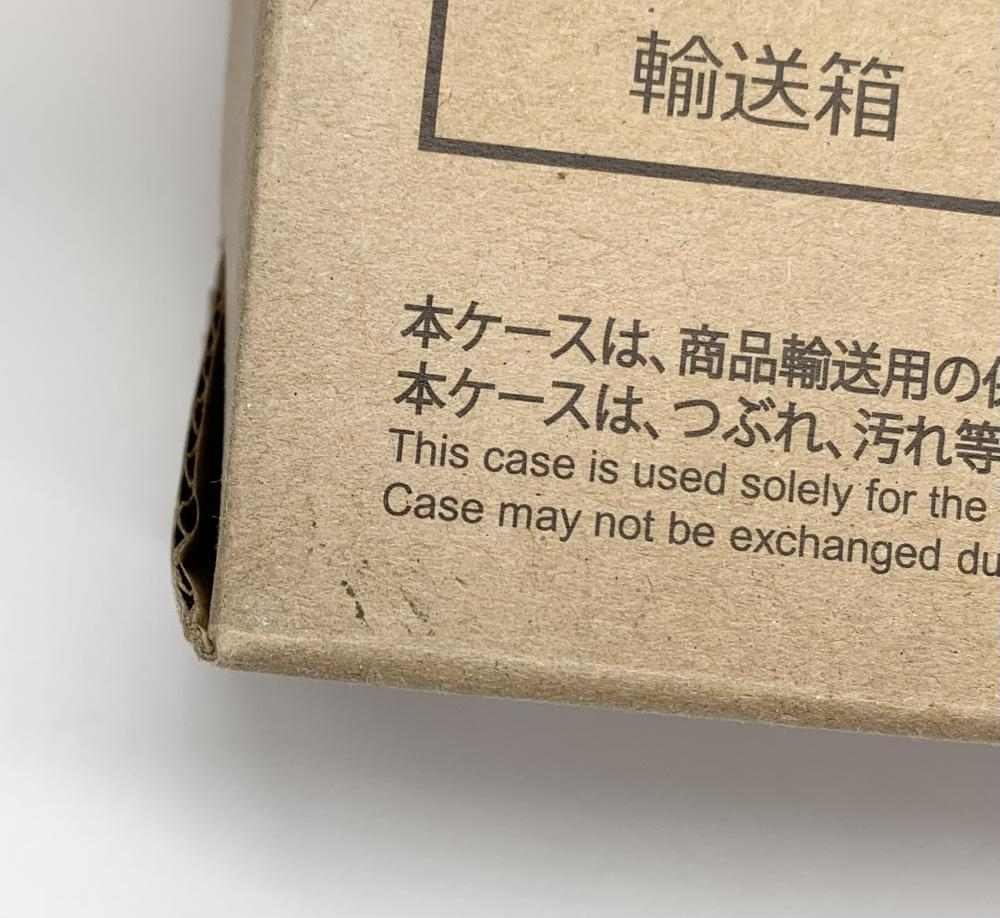 輸送箱
本ケースは、商品輸送用の
本ケースは、つぶれ、汚れ等
This case is used solely for the
Case may not be exchanged